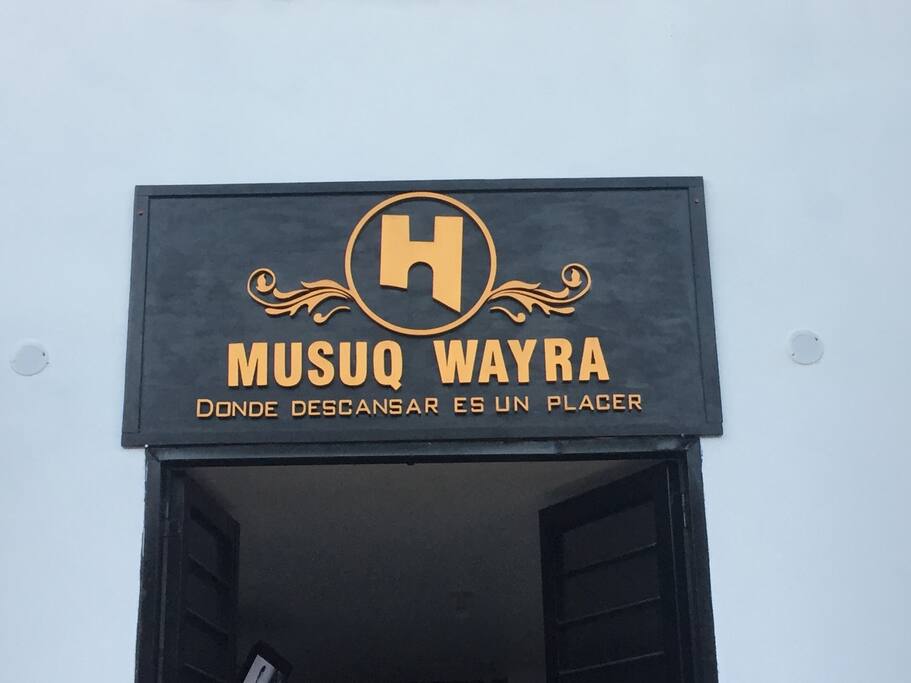 H
MUSUQ WAYRA
DONDE DESCANSAR ES UN PLACER